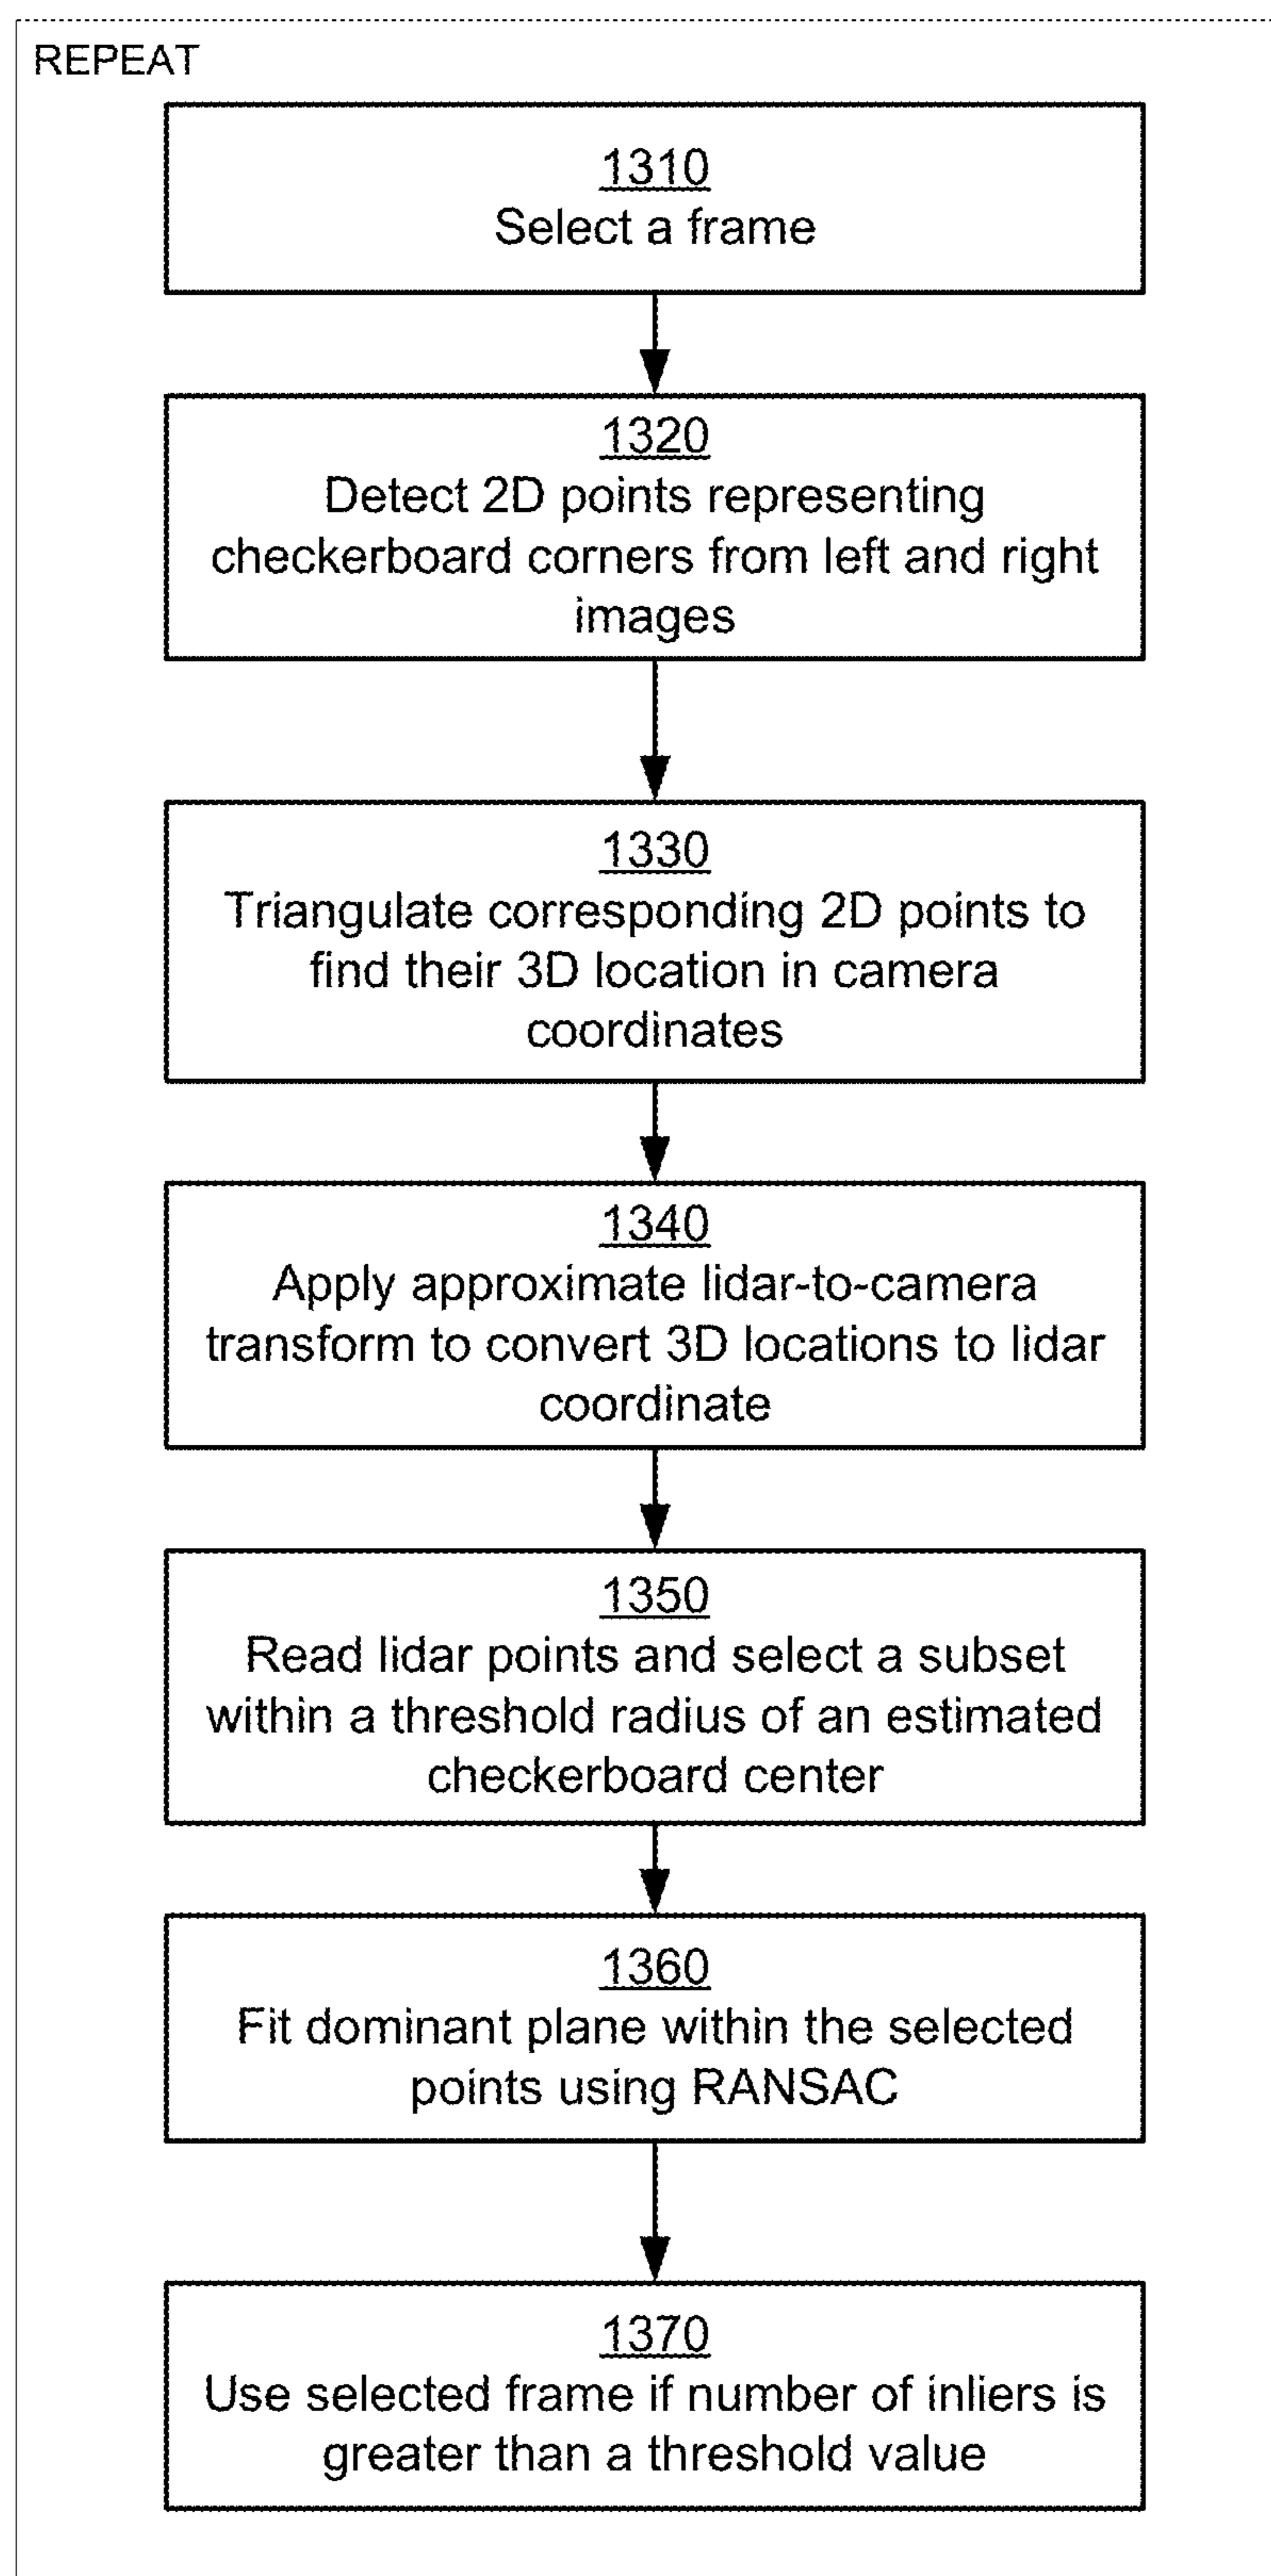 REPEAT
1310
Select a frame
1320
Detect 2D points representing
checkerboard corners from left and right
images
1330
Triangulate corresponding 2D points to
find their 3D location in camera
coordinates
1340
Apply approximate lidar-to-camera
transform to convert 3D locations to lidar
coordinate
1350
Read lidar points and select a subset
within a threshold radius of an estimated
checkerboard center
1360
Fit dominant plane within the selected
points using RANSAC
1370
Use selected frame if number of inliers is
greater than a threshold value